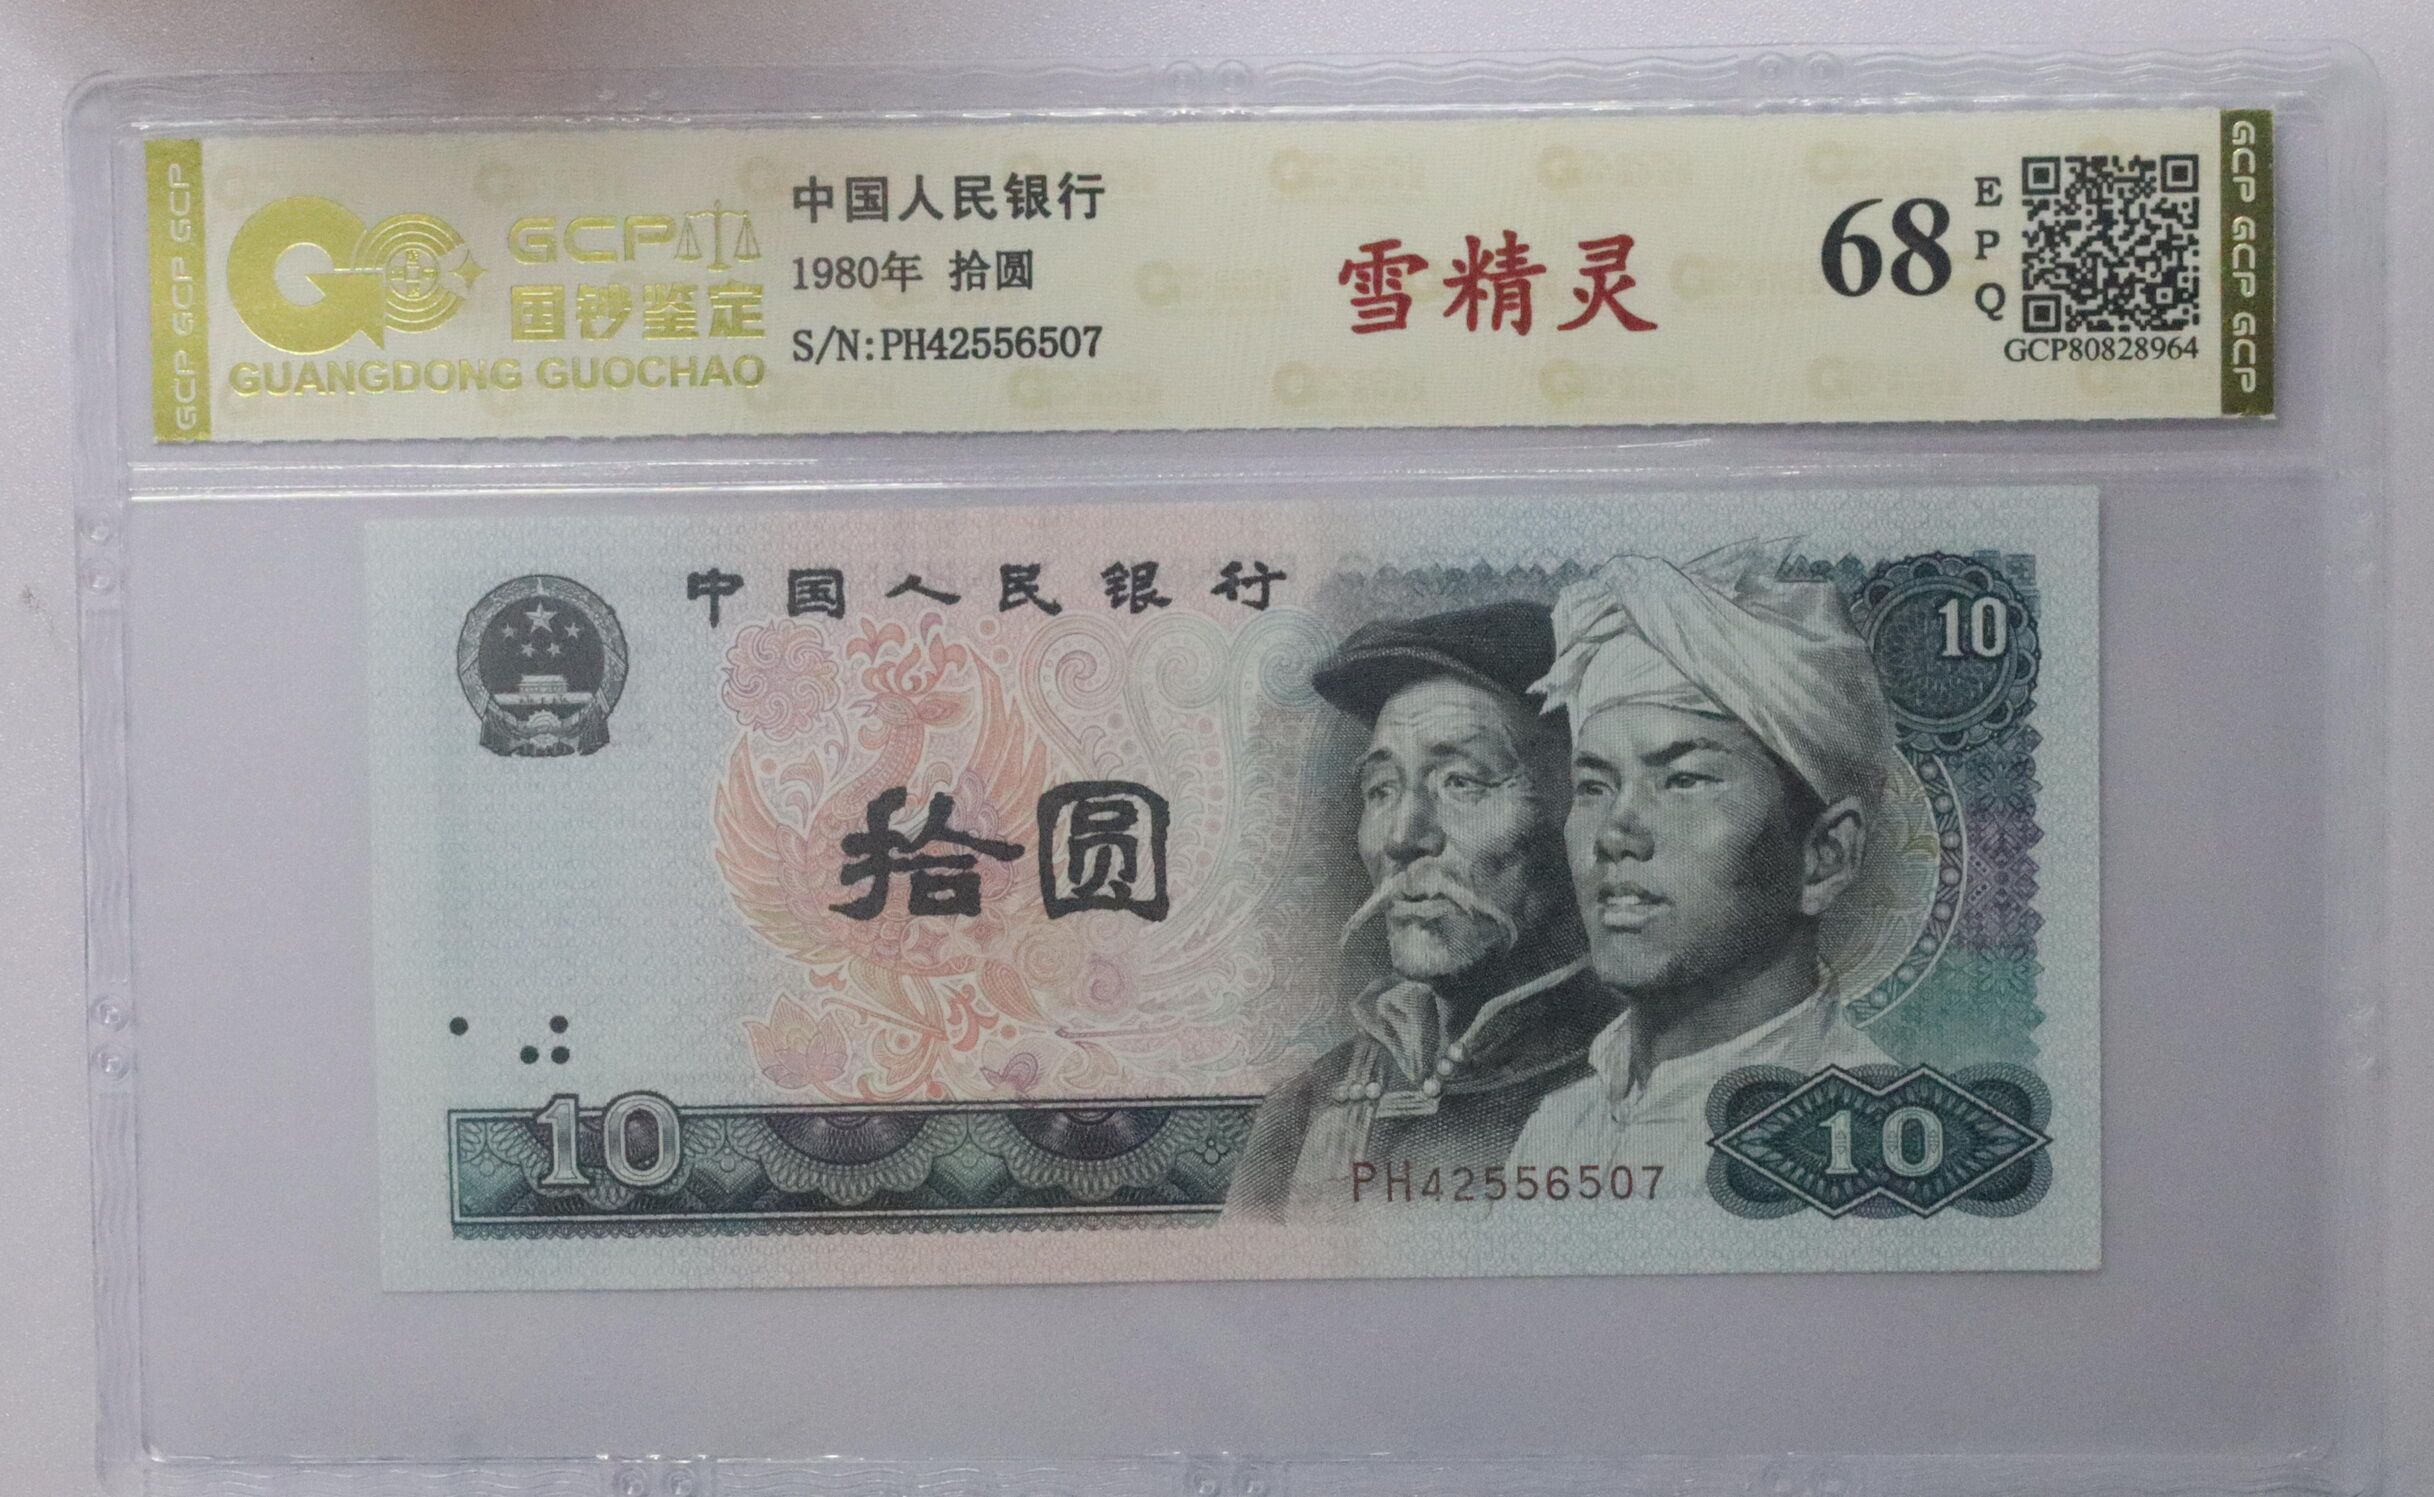 GCP GCP GCP
GCP
国钞鉴定
GUANGDONG GUOCHAO
中国人民银行
1980年 拾圆
S/N:PH42556507
雪精灵
68
EPQ
GCP80828964
GCP GCP GCP
中国人民银行
10
拾圆
10
PH42556507
10